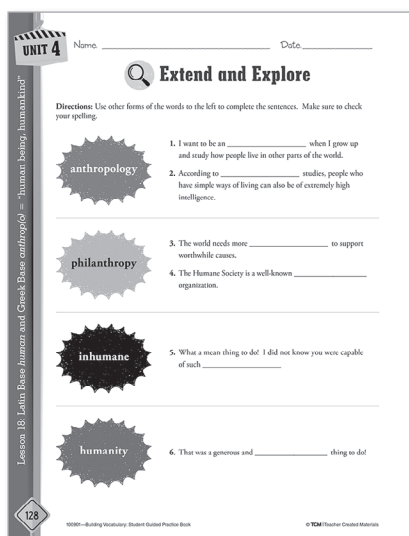 UNIT 4
Name
Date
Extend and Explore
Directions: Use other forms of the words to the left to complete the sentences. Make sure to check
your spelling.
anthropology
1. I want to be an ____________ when I grow up
and study how people live in other parts of the world.
2. According to ____________ studies, people who
have simple ways of living can also be of extremely high
intelligence.
philanthropy
3. The world needs more ____________ to support
worthwhile causes.
4. The Humane Society is a well-known ____________
organization.
inhumane
5. What a mean thing to do! I did not know you were capable
of such ____________
humanity
6. That was a generous and ____________ thing to do!
Lesson 18: Latin Base human and Greek Base anthrop(o) = "human being, humankind"
128
100901—Building Vocabulary: Student Guided Practice Book
© TCM | Teacher Created Materials